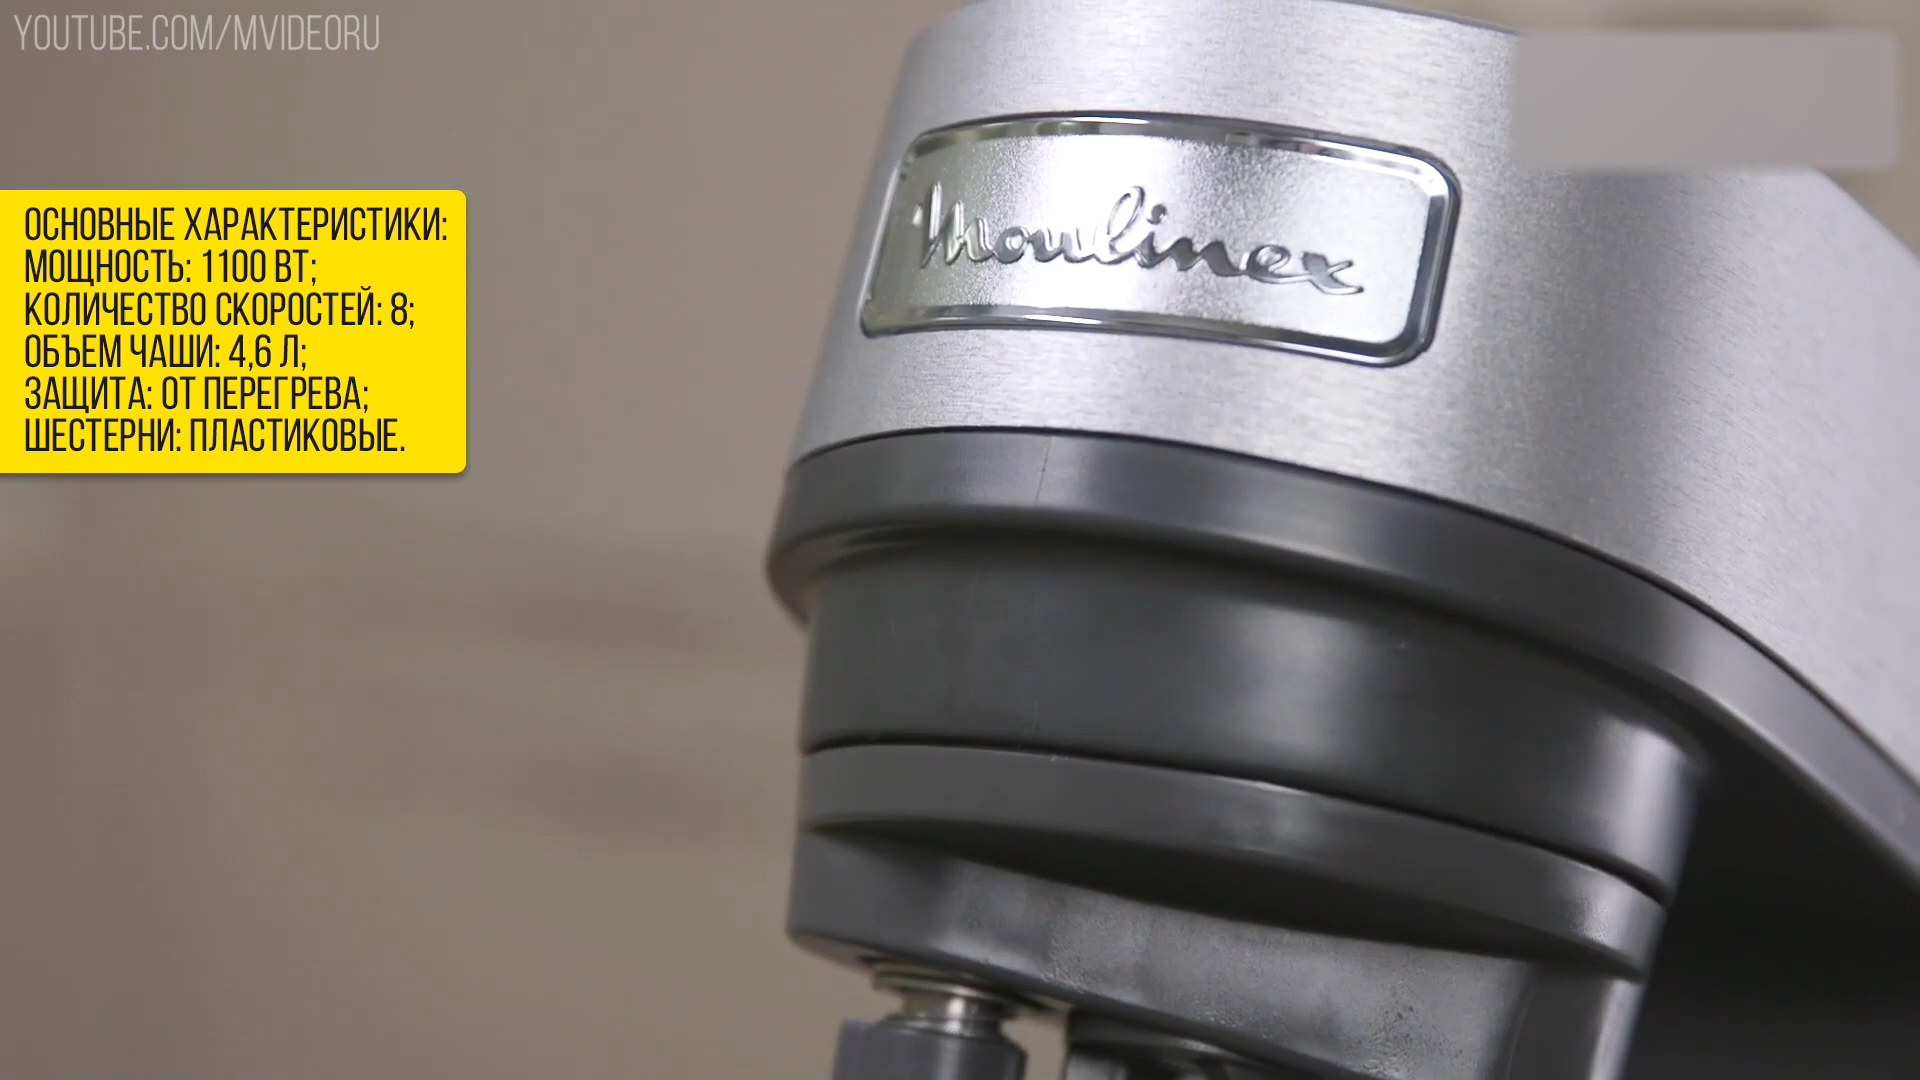 YOUTUBE.COM/MVIDEORU
ОСНОВНЫЕ ХАРАКТЕРИСТИКИ:
МОЩНОСТЬ: 1100 ВТ;
КОЛИЧЕСТВО СКОРОСТЕЙ: 8;
ОБЪЕМ ЧАШИ: 4,6 Л;
ЗАЩИТА: ОТ ПЕРЕГРЕВА;
ШЕСТЕРНИ: ПЛАСТИКОВЫЕ.
Moulinex